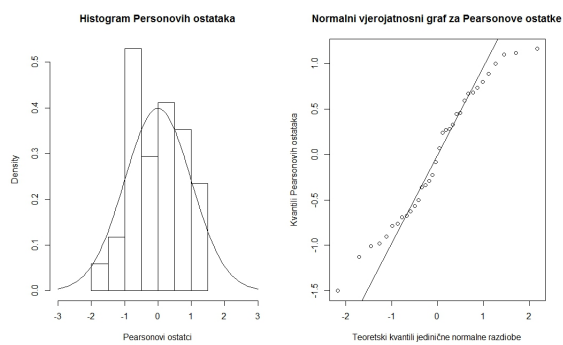 Histogram Personovih ostataka
Density
0.0 0.1 0.2 0.3 0.4 0.5
-3 -2 -1 0 1 2 3
Pearsonovi ostatci
Normalni vjerojatnosni graf za Pearsonove ostatke
Kvantili Pearsonovih ostataka
-1.5 -1.0 -0.5 0.0 0.5 1.0
-2 -1 0 1 2
Teoretski kvantili jedinične normalne razdiobe